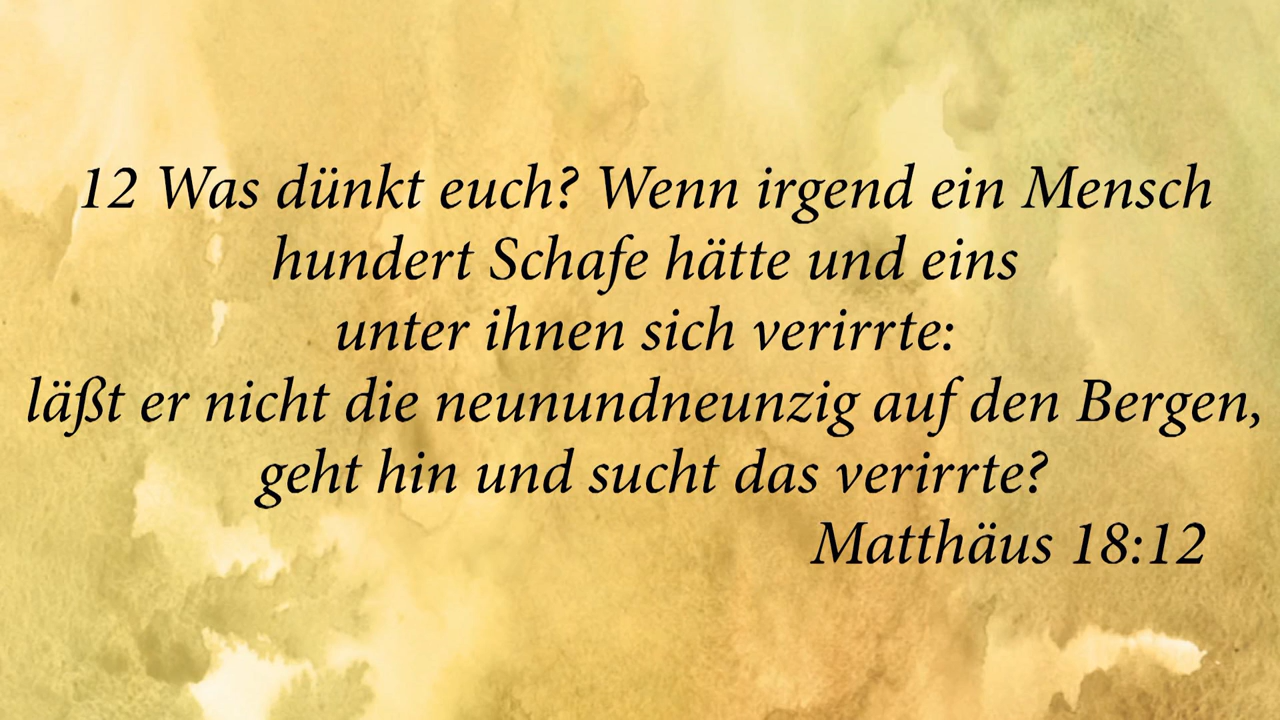 12 Was dünkt euch? Wenn irgend ein Mensch
hundert Schafe hätte und eins
unter ihnen sich verirrte:
läßt er nicht die neunundneunzig auf den Bergen,
geht hin und sucht das verirrte?
Matthäus 18:12